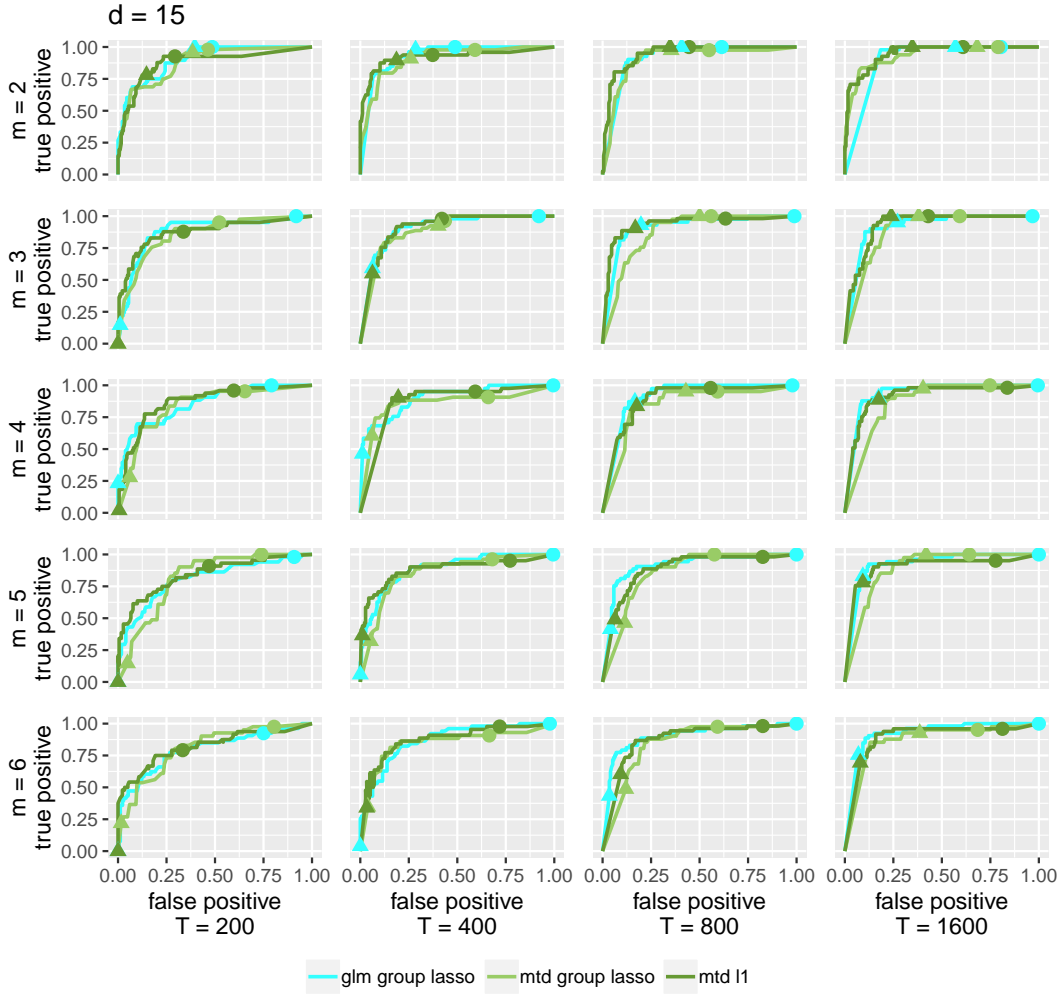 d = 15
m = 2
true positive
1.00
0.75
0.50
0.25
0.00
m = 3
true positive
1.00
0.75
0.50
0.25
0.00
m = 4
true positive
1.00
0.75
0.50
0.25
0.00
m = 5
true positive
1.00
0.75
0.50
0.25
0.00
m = 6
true positive
1.00
0.75
0.50
0.25
0.00
0.00 0.25 0.50 0.75 1.00
false positive
T = 200
0.00 0.25 0.50 0.75 1.00
false positive
T = 400
0.00 0.25 0.50 0.75 1.00
false positive
T = 800
0.00 0.25 0.50 0.75 1.00
false positive
T = 1600
glm group lasso mtd group lasso mtd l1